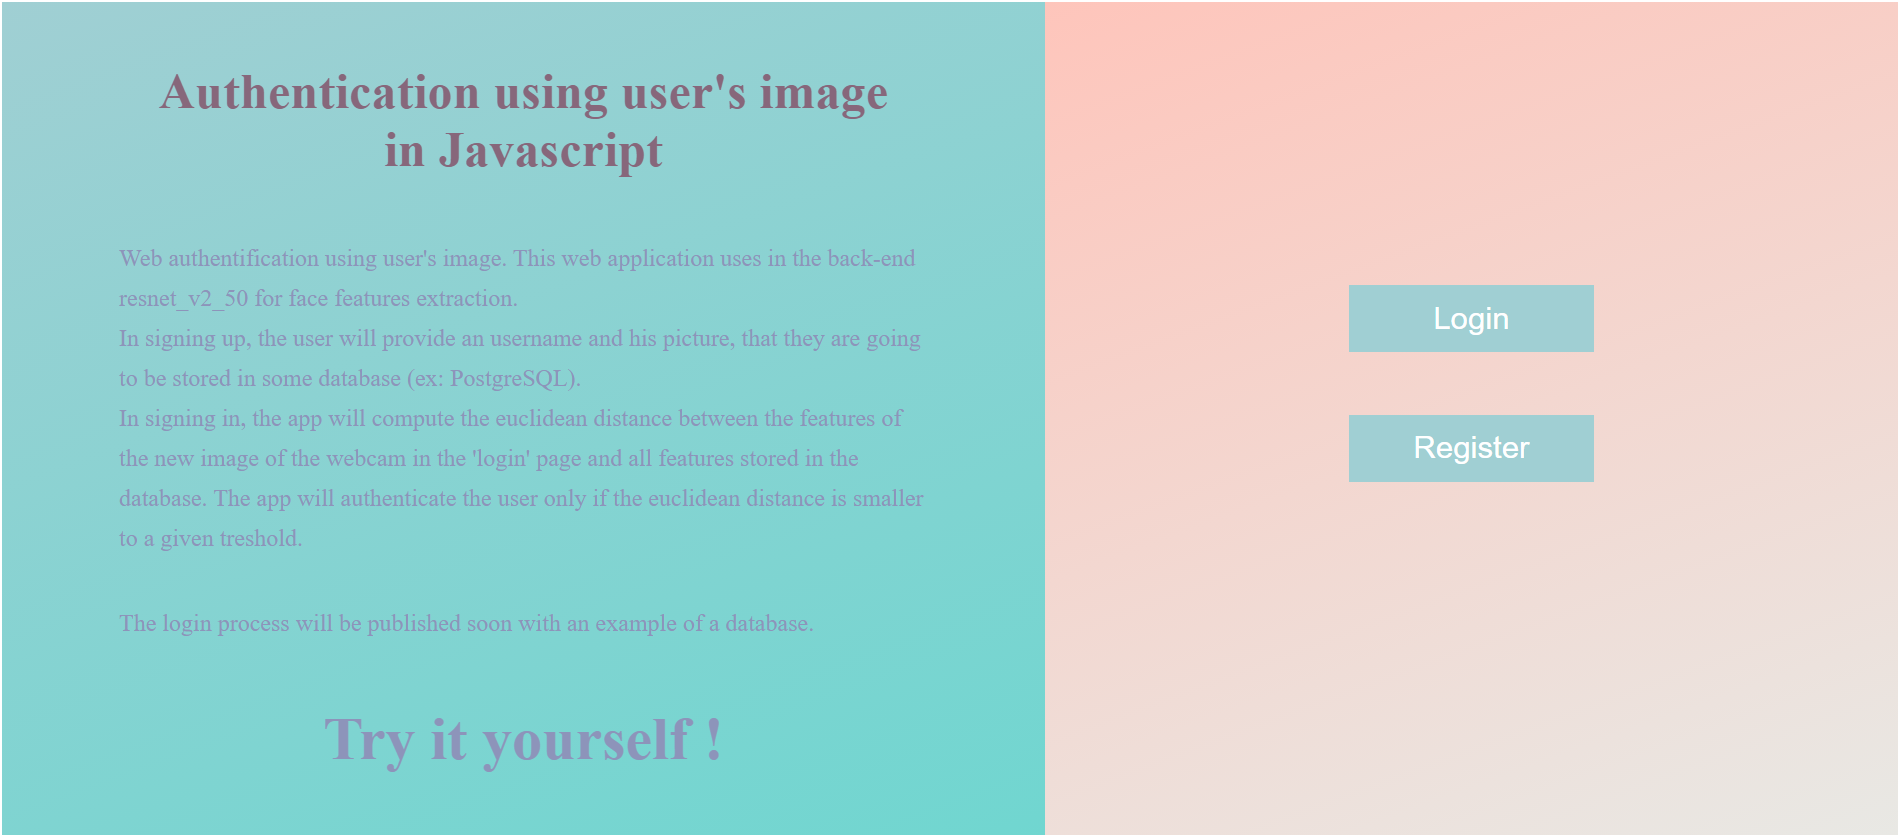 Authentication using user's image
in Javascript
Web authentification using user's image. This web application uses in the back-end
resnet_v2_50 for face features extraction.
In signing up, the user will provide an username and his picture, that they are going
to be stored in some database (ex: PostgreSQL).
In signing in, the app will compute the euclidean distance between the features of
the new image of the webcam in the 'login' page and all features stored in the
database. The app will authenticate the user only if the euclidean distance is smaller
to a given treshold.
The login process will be published soon with an example of a database.
Try it yourself !
Login
Register